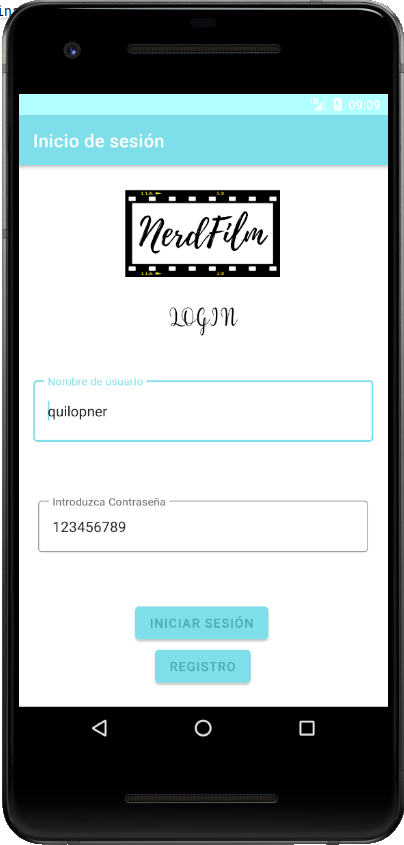 09:09
Inicio de sesión
11A 12
NerdFilm
11A 12
LOGIN
Nombre de usuario
quilopner
Introduzca Contraseña
123456789
INICIAR SESIÓN
REGISTRO